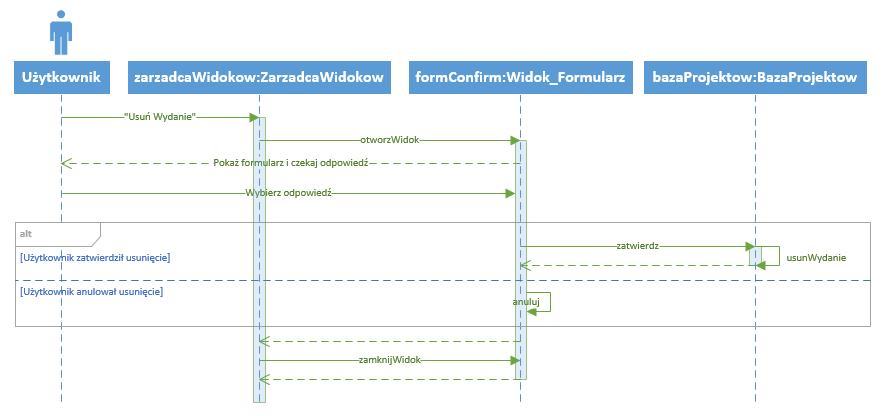 Użytkownik
zarzadcaWidokow:ZarzadcaWidokow
formConfirm:Widok_Formularz
bazaProjektow:BazaProjektow
"Usuń Wydanie"
otworzWidok
Pokaż formularz i czekaj odpowiedź
Wybierz odpowiedź
alt
zatwierdz
[Użytkownik zatwierdził usunięcie]
usunWydanie
[Użytkownik anulował usunięcie]
anuluj
zamknijWidok